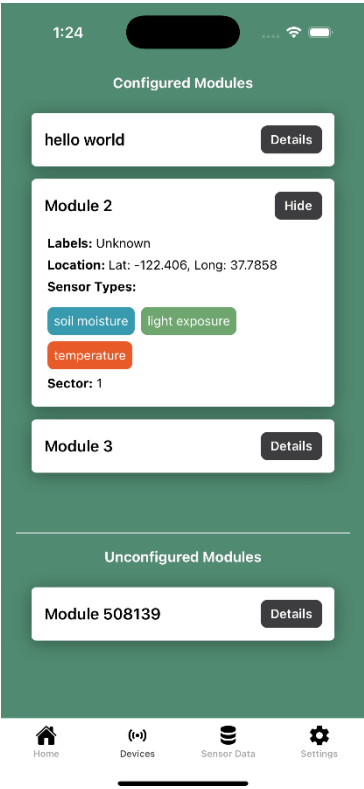 1:24
Configured Modules
hello world
Details
Module 2
Hide
Labels: Unknown
Location: Lat: -122.406, Long: 37.7858
Sensor Types:
soil moisture light exposure
temperature
Sector: 1
Module 3
Details
Unconfigured Modules
Module 508139
Details
Home Devices Sensor Data Settings